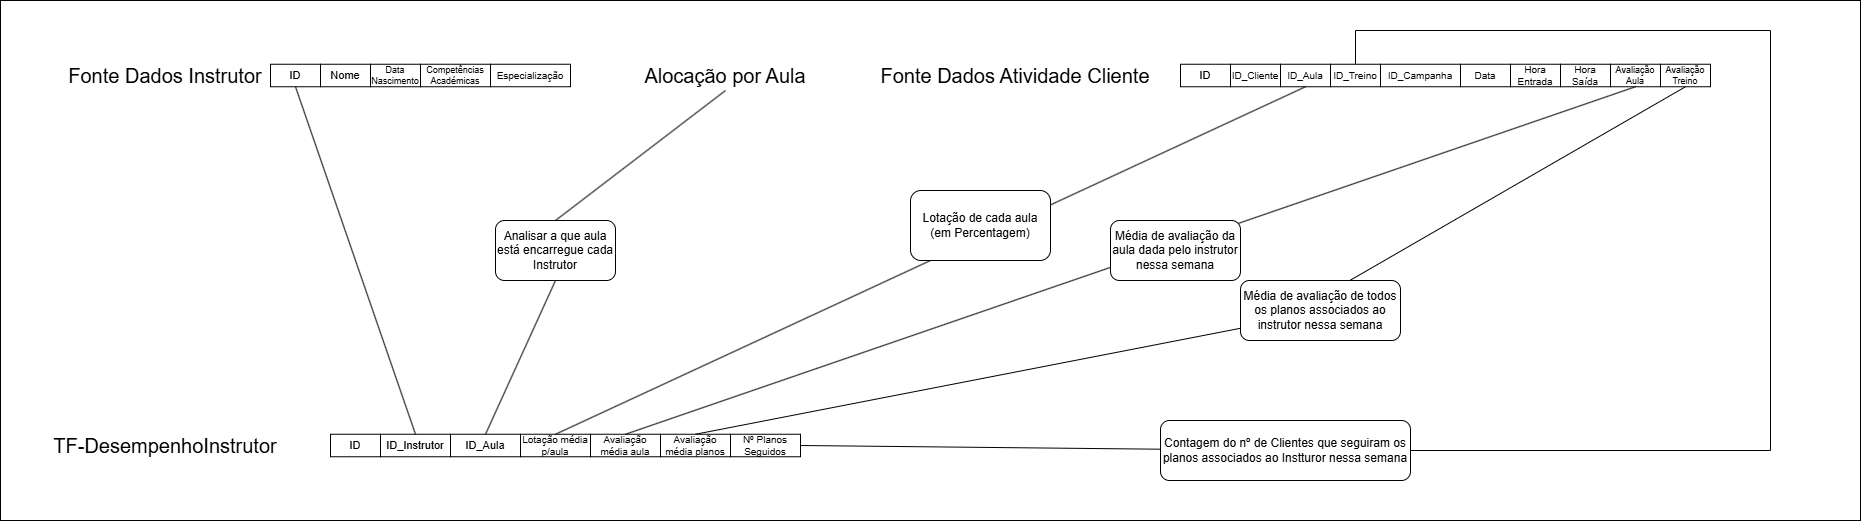 Fonte Dados Instrutor
ID
Nome
Data
Nascimento
Competências
Académicas
Especialização
Alocação por Aula
Fonte Dados Atividade Cliente
ID
ID_Cliente
ID_Aula
ID_Treino
ID_Campanha
Data
Hora
Entrada
Hora
Saída
Avaliação
Aula
Avaliação
Treino
Analisar a que aula
está encarregue cada
Instrutor
Lotação de cada aula
(em Percentagem)
Média de avaliação da
aula dada pelo instrutor
nessa semana
Média de avaliação de todos
os planos associados ao
instrutor nessa semana
TF-DesempenhoInstrutor
ID
ID_Instrutor
ID_Aula
Lotação média
p/aula
Avaliação
média aula
Avaliação
média planos
Nº Planos
Seguidos
Contagem do nº de Clientes que seguiram os
planos associados ao Instturor nessa semana